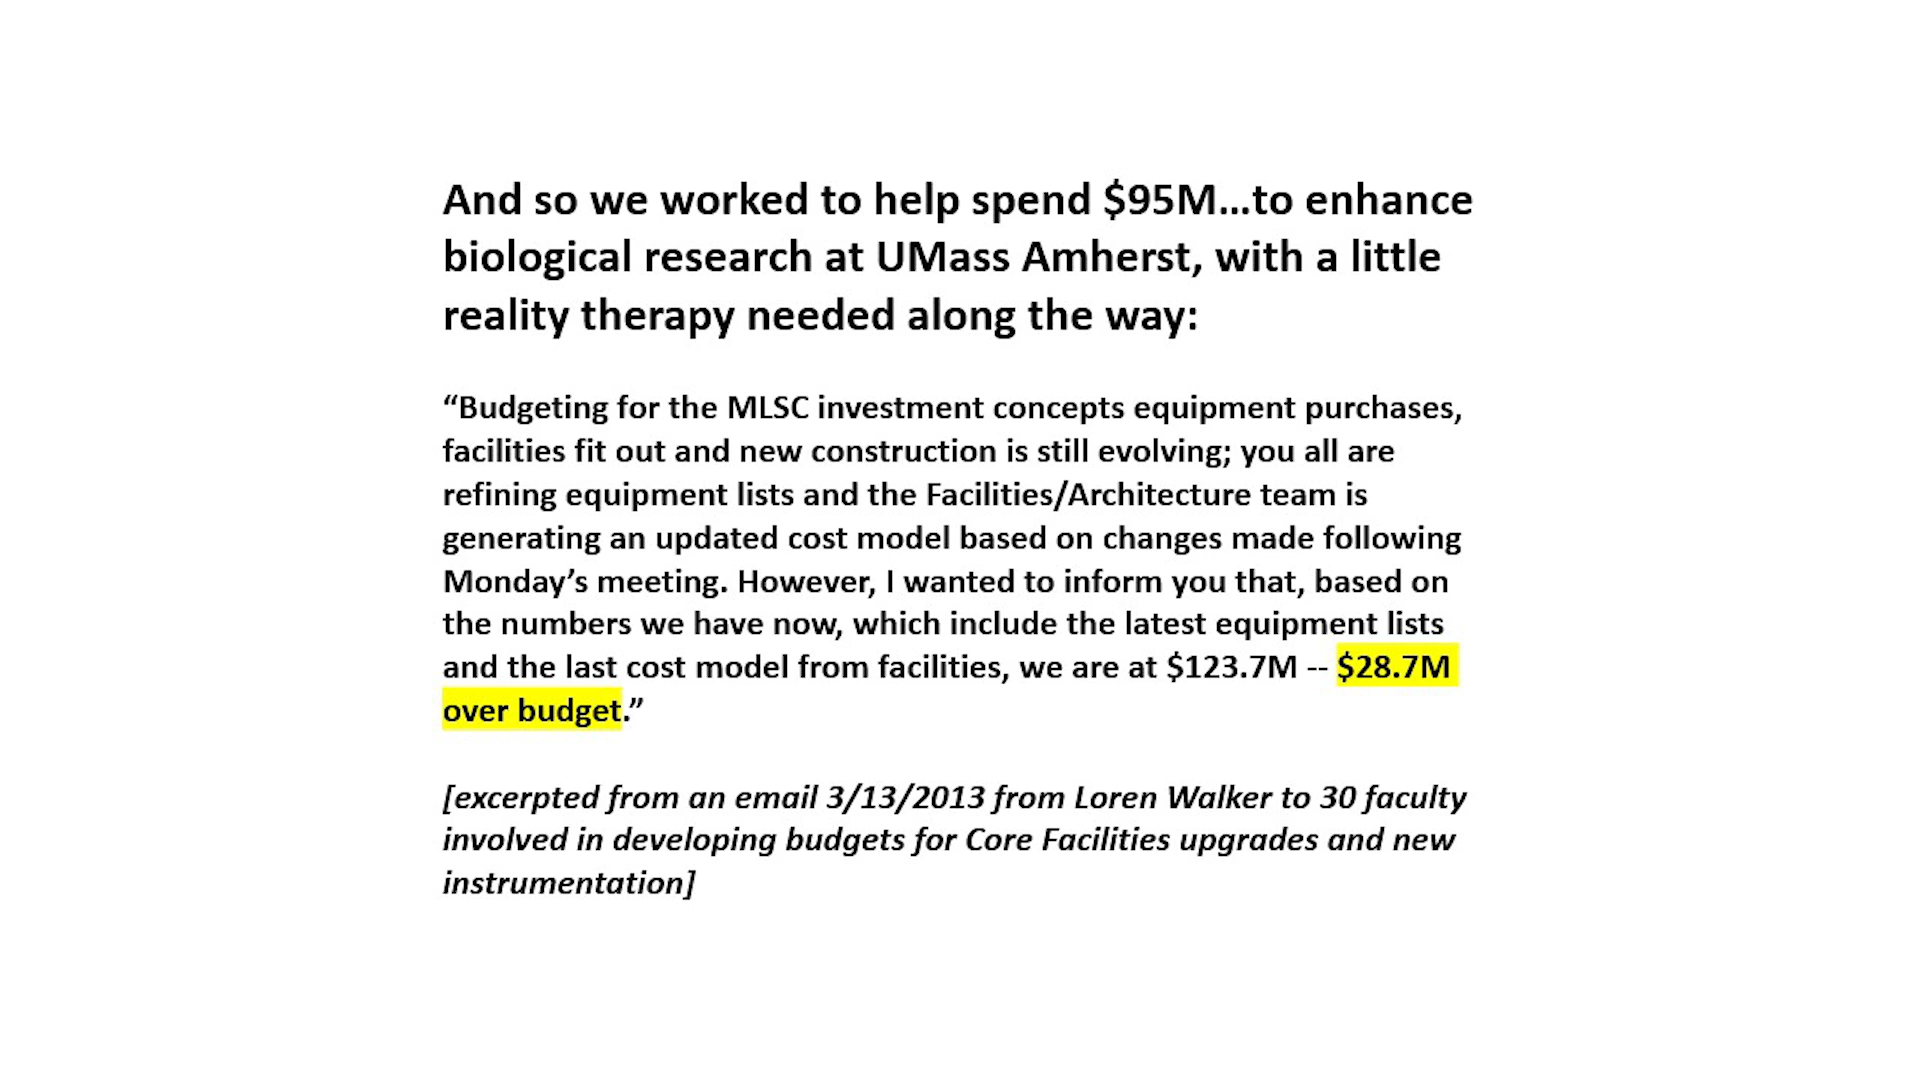 And so we worked to help spend $95M...to enhance
biological research at UMass Amherst, with a little
reality therapy needed along the way:
“Budgeting for the MLSC investment concepts equipment purchases,
facilities fit out and new construction is still evolving; you all are
refining equipment lists and the Facilities/Architecture team is
generating an updated cost model based on changes made following
Monday’s meeting. However, I wanted to inform you that, based on
the numbers we have now, which include the latest equipment lists
and the last cost model from facilities, we are at $123.7M -- $28.7M
over budget.”
[excerpted from an email 3/13/2013 from Loren Walker to 30 faculty
involved in developing budgets for Core Facilities upgrades and new
instrumentation]